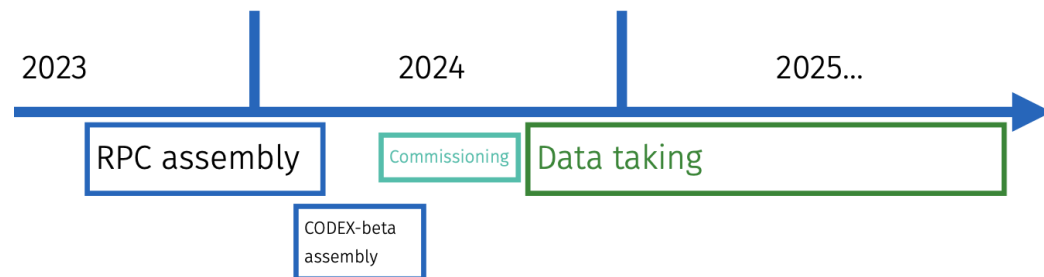 2023
2024
2025...
RPC assembly
Commissioning
Data taking
CODEX-beta
assembly